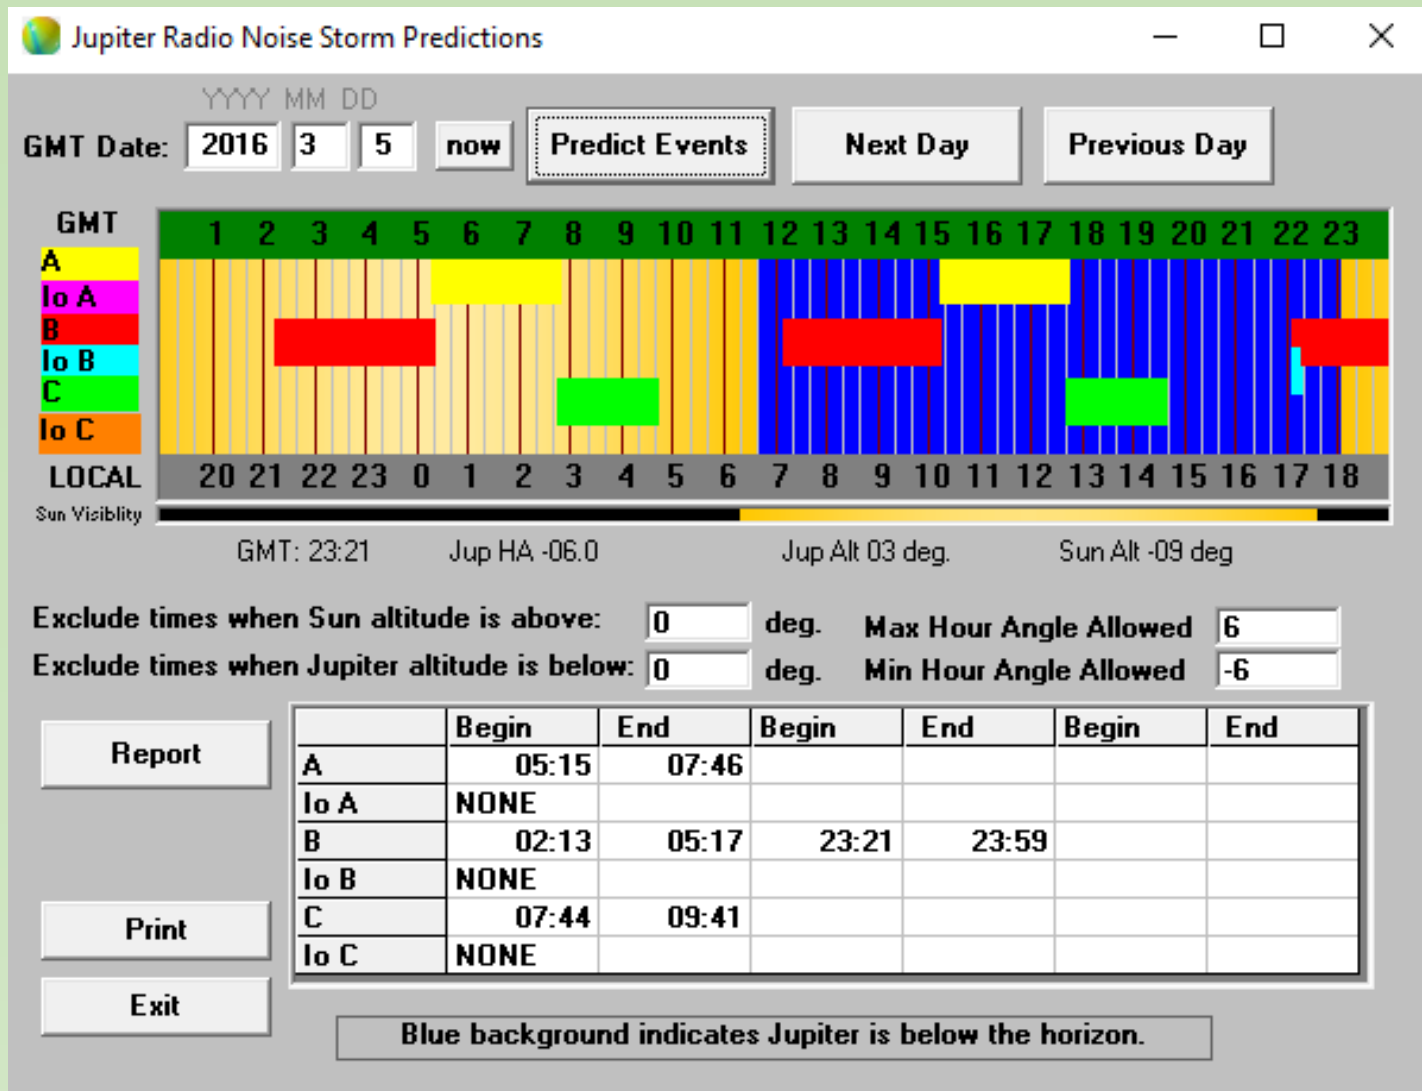 Jupiter Radio Noise Storm Predictions
YYYY MM DD
GMT Date: 2016 3 5 now Predict Events Next Day Previous Day
GMT 1 2 3 4 5 6 7 8 9 10 11 12 13 14 15 16 17 18 19 20 21 22 23
A
Io A
B
Io B
C
Io C
LOCAL 20 21 22 23 0 1 2 3 4 5 6 7 8 9 10 11 12 13 14 15 16 17 18
Sun Visiblity
GMT: 23:21 Jup HA -06.0 Jup Alt 03 deg. Sun Alt -09 deg
Exclude times when Sun altitude is above: 0 deg. Max Hour Angle Allowed 6
Exclude times when Jupiter altitude is below: 0 deg. Min Hour Angle Allowed -6
Report
Begin End Begin End Begin End
A 05:15 07:46
Io A NONE
B 02:13 05:17 23:21 23:59
Io B NONE
Print
C 07:44 09:41
Io C NONE
Exit
Blue background indicates Jupiter is below the horizon.